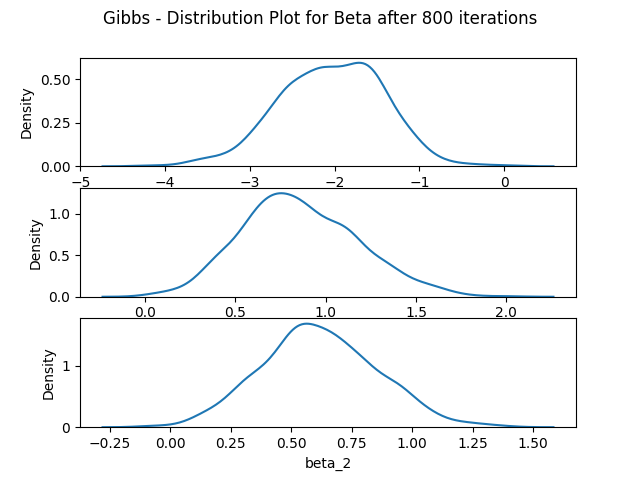 Gibbs - Distribution Plot for Beta after 800 iterations
Density
0.50
0.25
0.00
−5 −4 −3 −2 −1 0
Density
1.0
0.5
0.0
0.0 0.5 1.0 1.5 2.0
Density
1
0
−0.25 0.00 0.25 0.50 0.75 1.00 1.25 1.50
beta_2